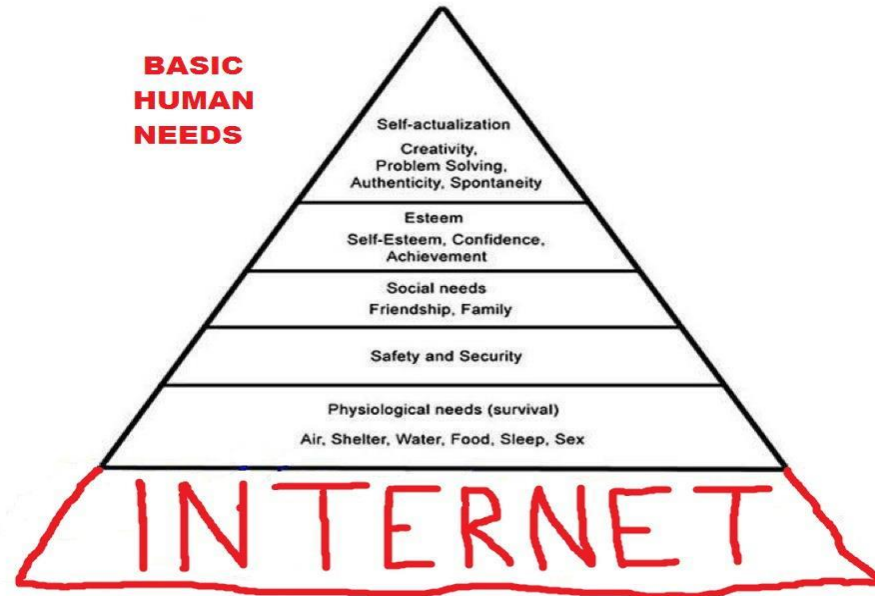 BASIC
HUMAN
NEEDS
Self-actualization
Creativity,
Problem Solving,
Authenticity, Spontaneity
Esteem
Self-Esteem, Confidence,
Achievement
Social needs
Friendship, Family
Safety and Security
Physiological needs (survival)
Air, Shelter, Water, Food, Sleep, Sex
INTERNET